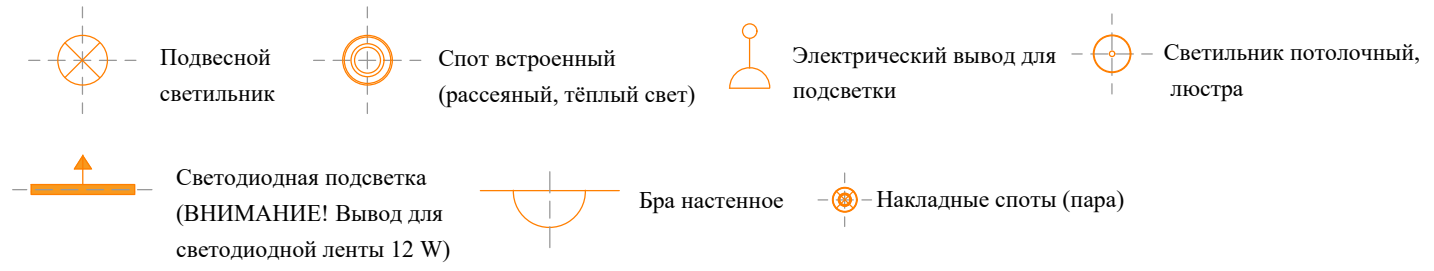 Подвесной
светильник
Спот встроенный
(рассеяный, тёплый свет)
Электрический вывод для
подсветки
Светильник потолочный,
люстра
Светодиодная подсветка
(ВНИМАНИЕ! Вывод для
светодиодной ленты 12 W)
Бра настенное
Накладные споты (пара)